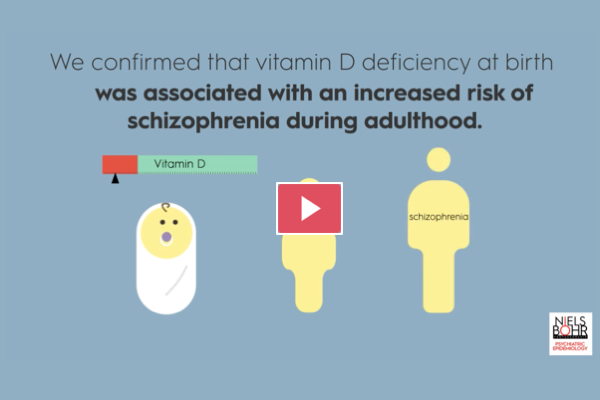 We confirmed that vitamin D deficiency at birth
was associated with an increased risk of
schizophrenia during adulthood.
Vitamin D
schizophrenia
NIELS
BOHR
PSYCHIATRIC
EPIDEMIOLOGY